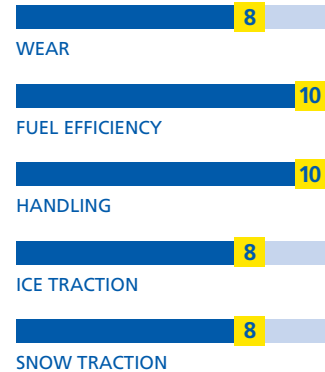 8
WEAR
10
FUEL EFFICIENCY
10
HANDLING
8
ICE TRACTION
8
SNOW TRACTION